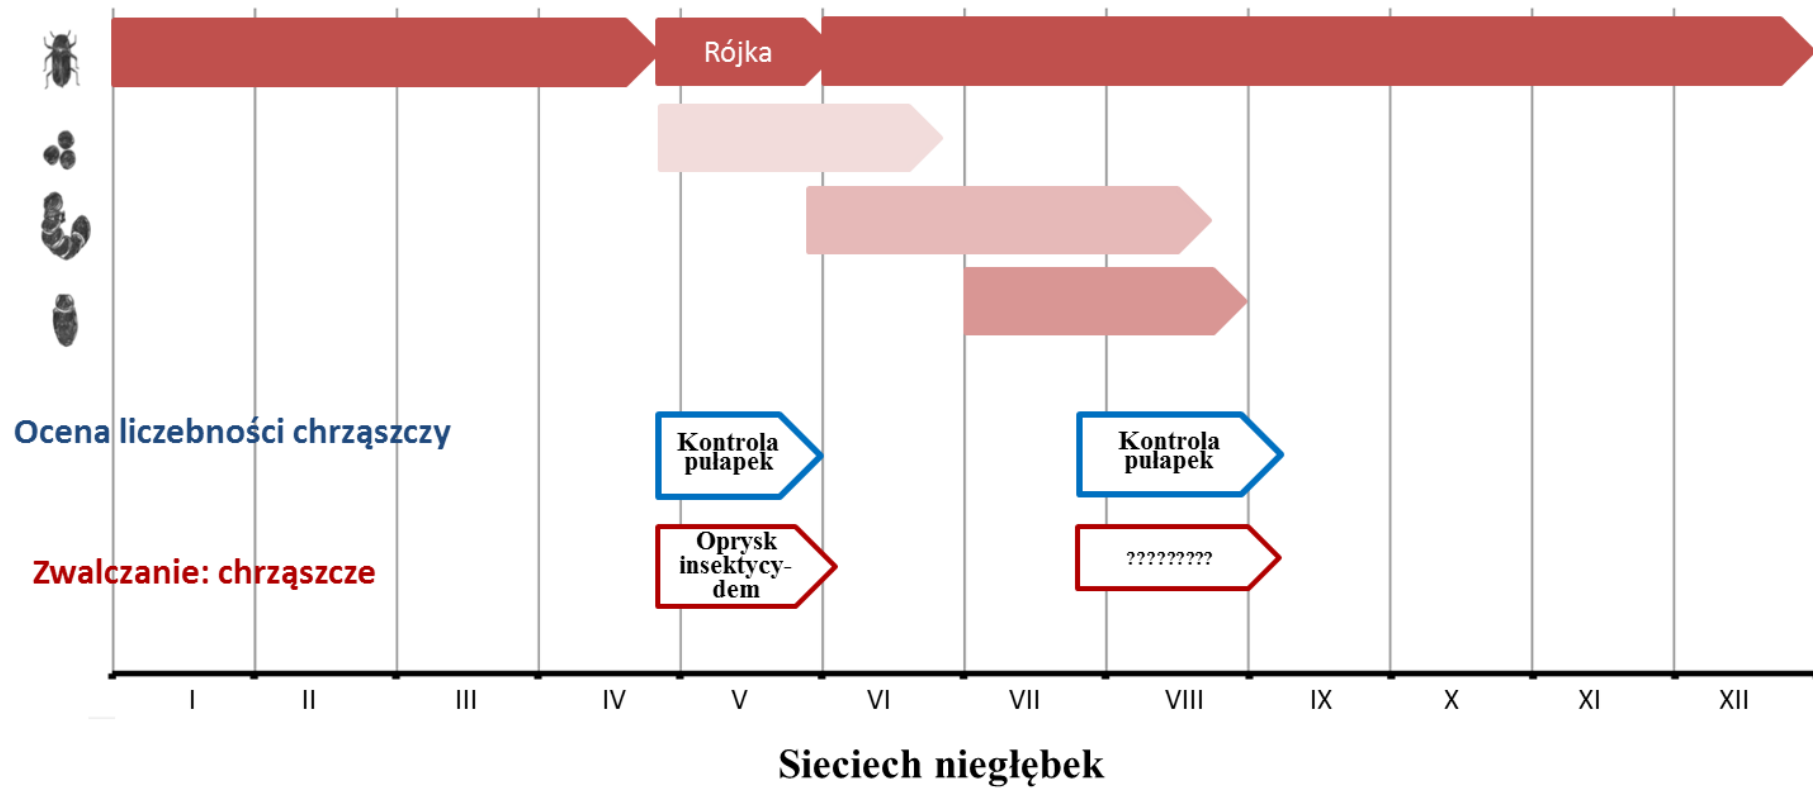 Rójka
Ocena liczebności chrząszczy
Kontrola
pułapek
Kontrola
pułapek
Zwalczanie: chrząszcze
Oprysk
insektycy-
dem
?????????
I II III IV V VI VII VIII IX X XI XII
Sieciech niegłębek